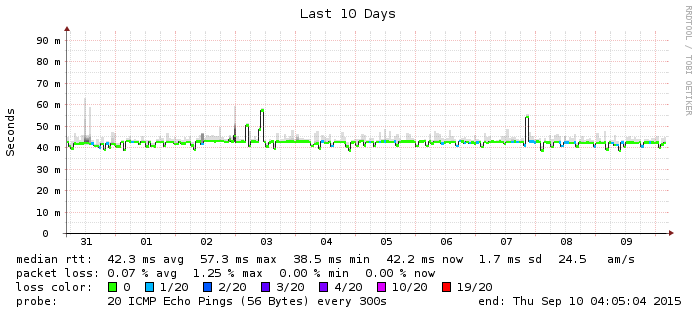 Last 10 Days
RRDTOOL / TOBI OETIKER
Seconds
90 m
80 m
70 m
60 m
50 m
40 m
30 m
20 m
10 m
0
31 01 02 03 04 05 06 07 08 09
median rtt: 42.3 ms avg 57.3 ms max 38.5 ms min 42.2 ms now 1.7 ms sd 24.5 am/s
packet loss: 0.07 % avg 1.25 % max 0.00 % min 0.00 % now
loss color: 0 1/20 2/20 3/20 4/20 10/20 19/20
probe: 20 ICMP Echo Pings (56 Bytes) every 300s end: Thu Sep 10 04:05:04 2015